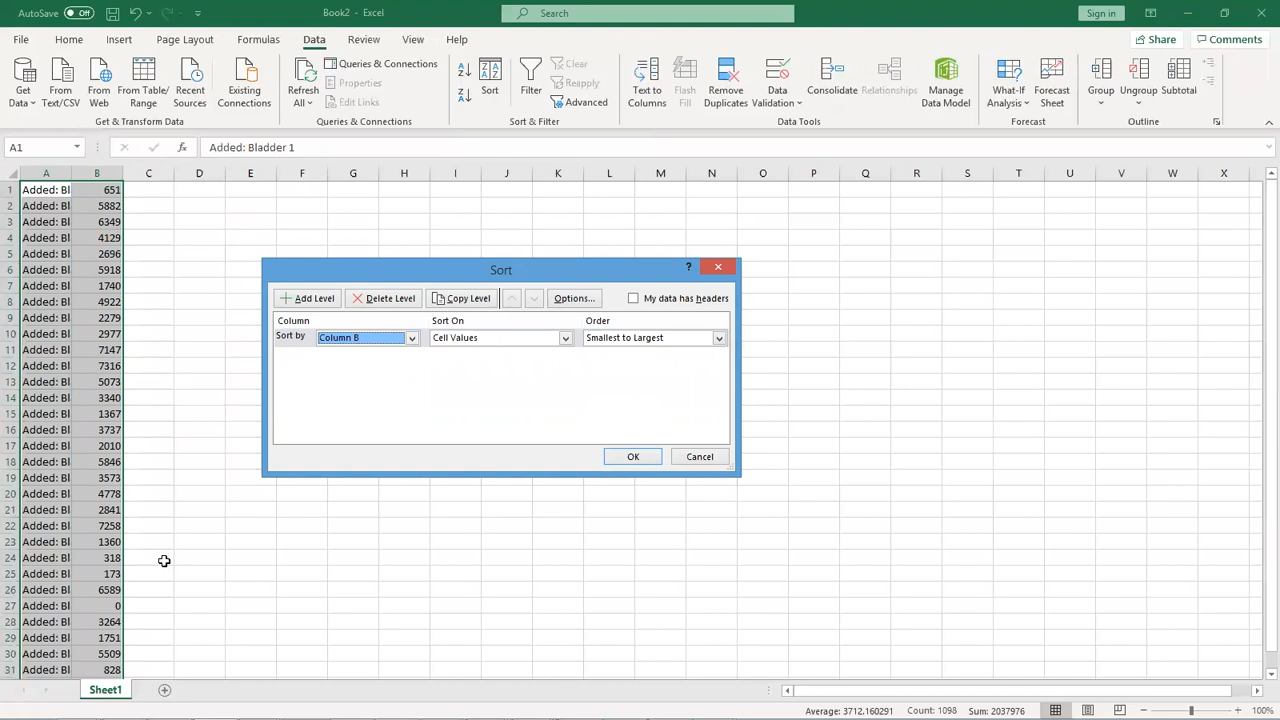 AutoSave Off Book2 - Excel Search Sign in
File Home Insert Page Layout Formulas Data Review View Help Share Comments
Get Data From Text/CSV From Web From Table/ Range Recent Sources Existing Connections
Get & Transform Data
Refresh All Queries & Connections Properties Edit Links
Queries & Connections
Sort Filter Clear Reapply Advanced
Sort & Filter
Text to Columns Flash Fill Remove Duplicates Data Validation Consolidate Relationships Manage Data Model
Data Tools
What-If Analysis Forecast Sheet
Forecast
Group Ungroup Subtotal
Outline
A1 fx Added: Bladder 1
A B C D E F G H I J K L M N O P Q R S T U V W X
1 Added: Bl 651
2 Added: Bl 5882
3 Added: Bl 6349
4 Added: Bl 4129
5 Added: Bl 2696
6 Added: Bl 5918
7 Added: Bl 1740
8 Added: Bl 4922
9 Added: Bl 2279
10 Added: Bl 2977
11 Added: Bl 7147
12 Added: Bl 7316
13 Added: Bl 5073
14 Added: Bl 3340
15 Added: Bl 1367
16 Added: Bl 3737
17 Added: Bl 2010
18 Added: Bl 5846
19 Added: Bl 3573
20 Added: Bl 4778
21 Added: Bl 2841
22 Added: Bl 7258
23 Added: Bl 1360
24 Added: Bl 318
25 Added: Bl 173
26 Added: Bl 6589
27 Added: Bl 0
28 Added: Bl 3264
29 Added: Bl 1751
30 Added: Bl 5509
31 Added: Bl 828
Sort ?
Add Level Delete Level Copy Level Options... My data has headers
Column Sort On Order
Sort by Column B Cell Values Smallest to Largest
OK Cancel
Sheet1
Average: 3712.160291 Count: 1098 Sum: 2037976 100%